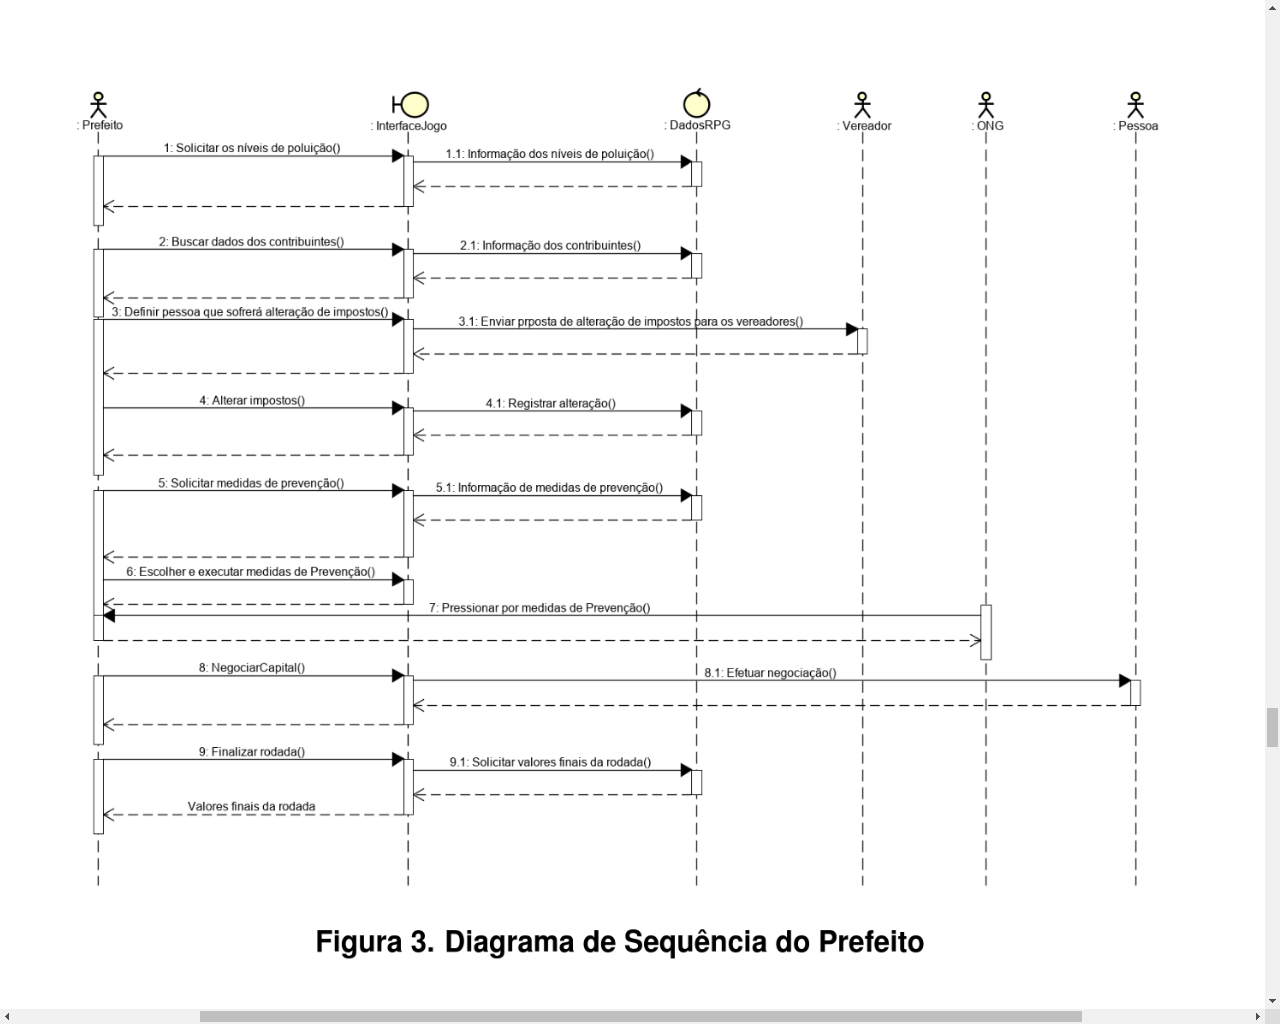 : Prefeito
: InterfaceJogo
: DadosRPG
: Vereador
: ONG
: Pessoa
1: Solicitar os níveis de poluição()
1.1: Informação dos níveis de poluição()
2: Buscar dados dos contribuintes()
2.1: Informação dos contribuintes()
3: Definir pessoa que sofrerá alteração de impostos()
3.1: Enviar prposta de alteração de impostos para os vereadores()
4: Alterar impostos()
4.1: Registrar alteração()
5: Solicitar medidas de prevenção()
5.1: Informação de medidas de prevenção()
6: Escolher e executar medidas de Prevenção()
7: Pressionar por medidas de Prevenção()
8: NegociarCapital()
8.1: Efetuar negociação()
9: Finalizar rodada()
9.1: Solicitar valores finais da rodada()
Valores finais da rodada
Figura 3. Diagrama de Sequência do Prefeito